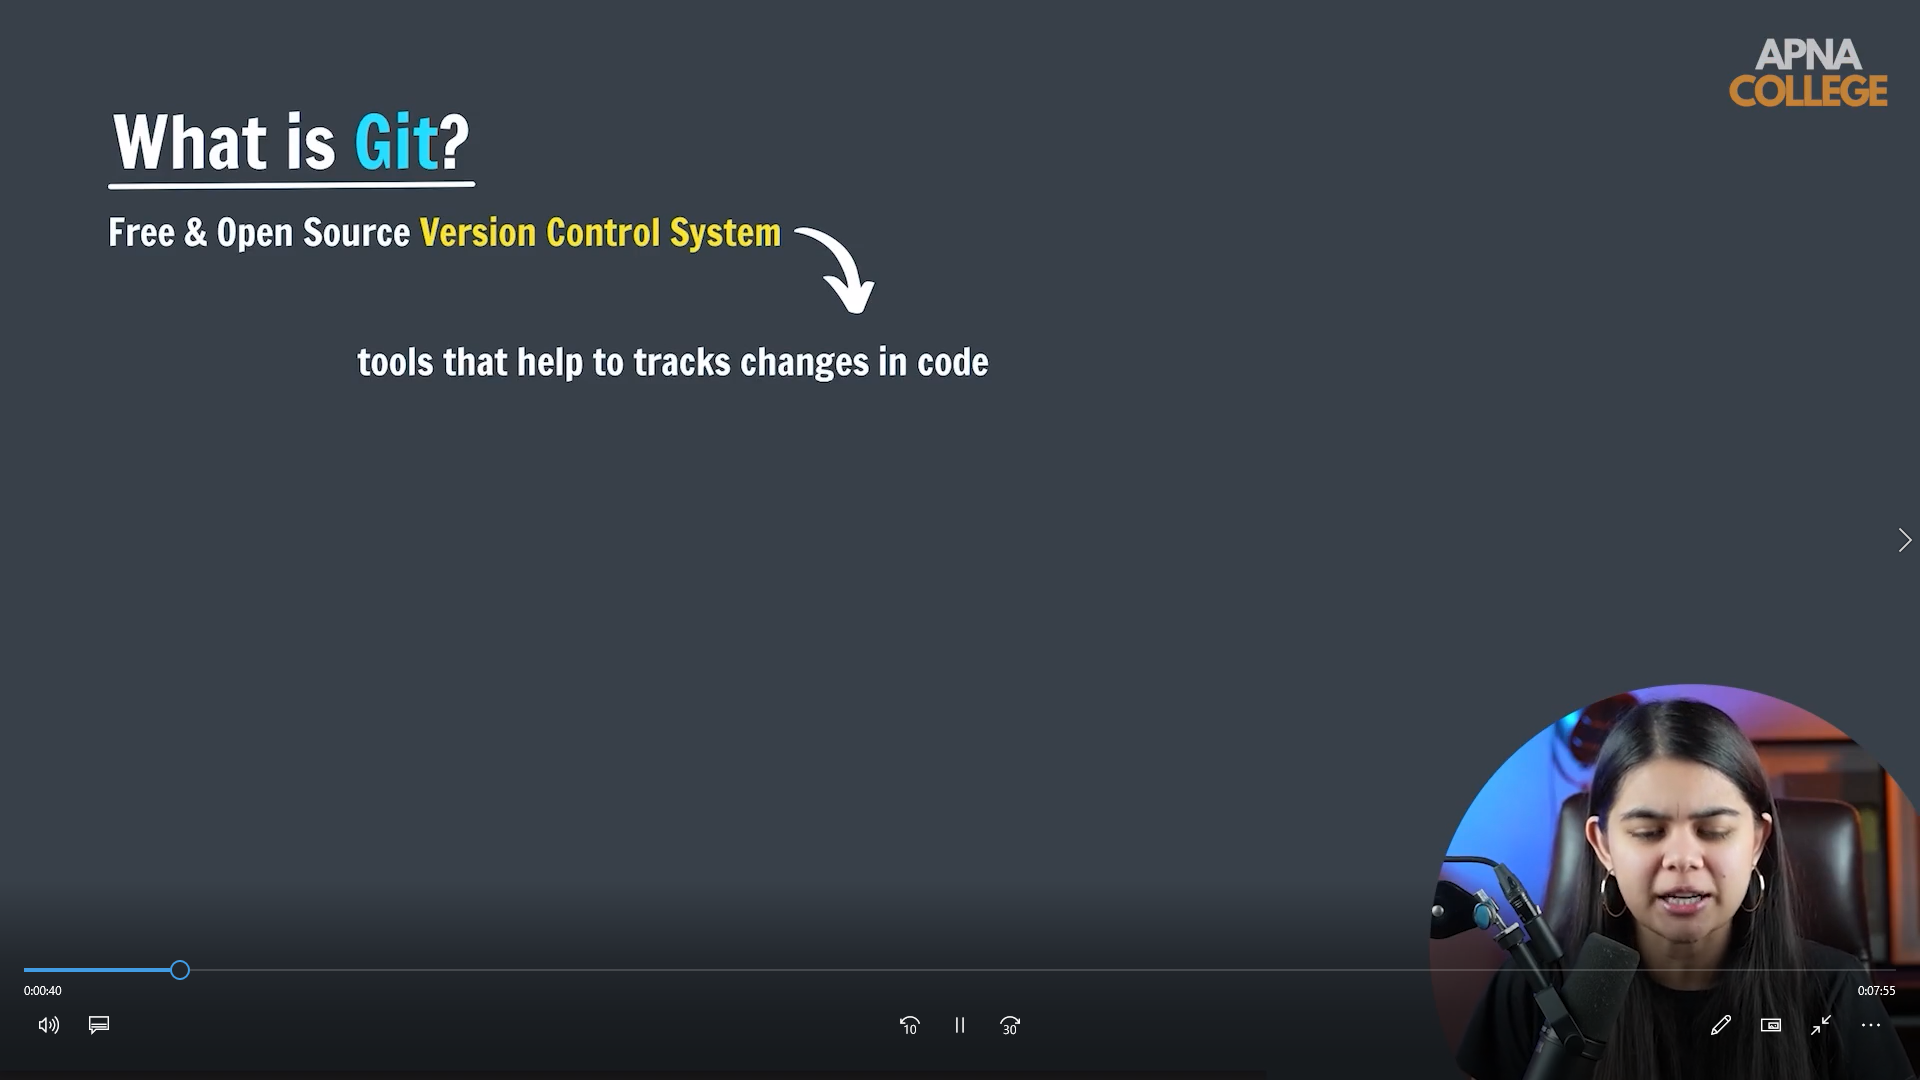 APNA
COLLEGE
What is Git?
Free & Open Source Version Control System
tools that help to tracks changes in code
0:00:40
0:07:55
10
30